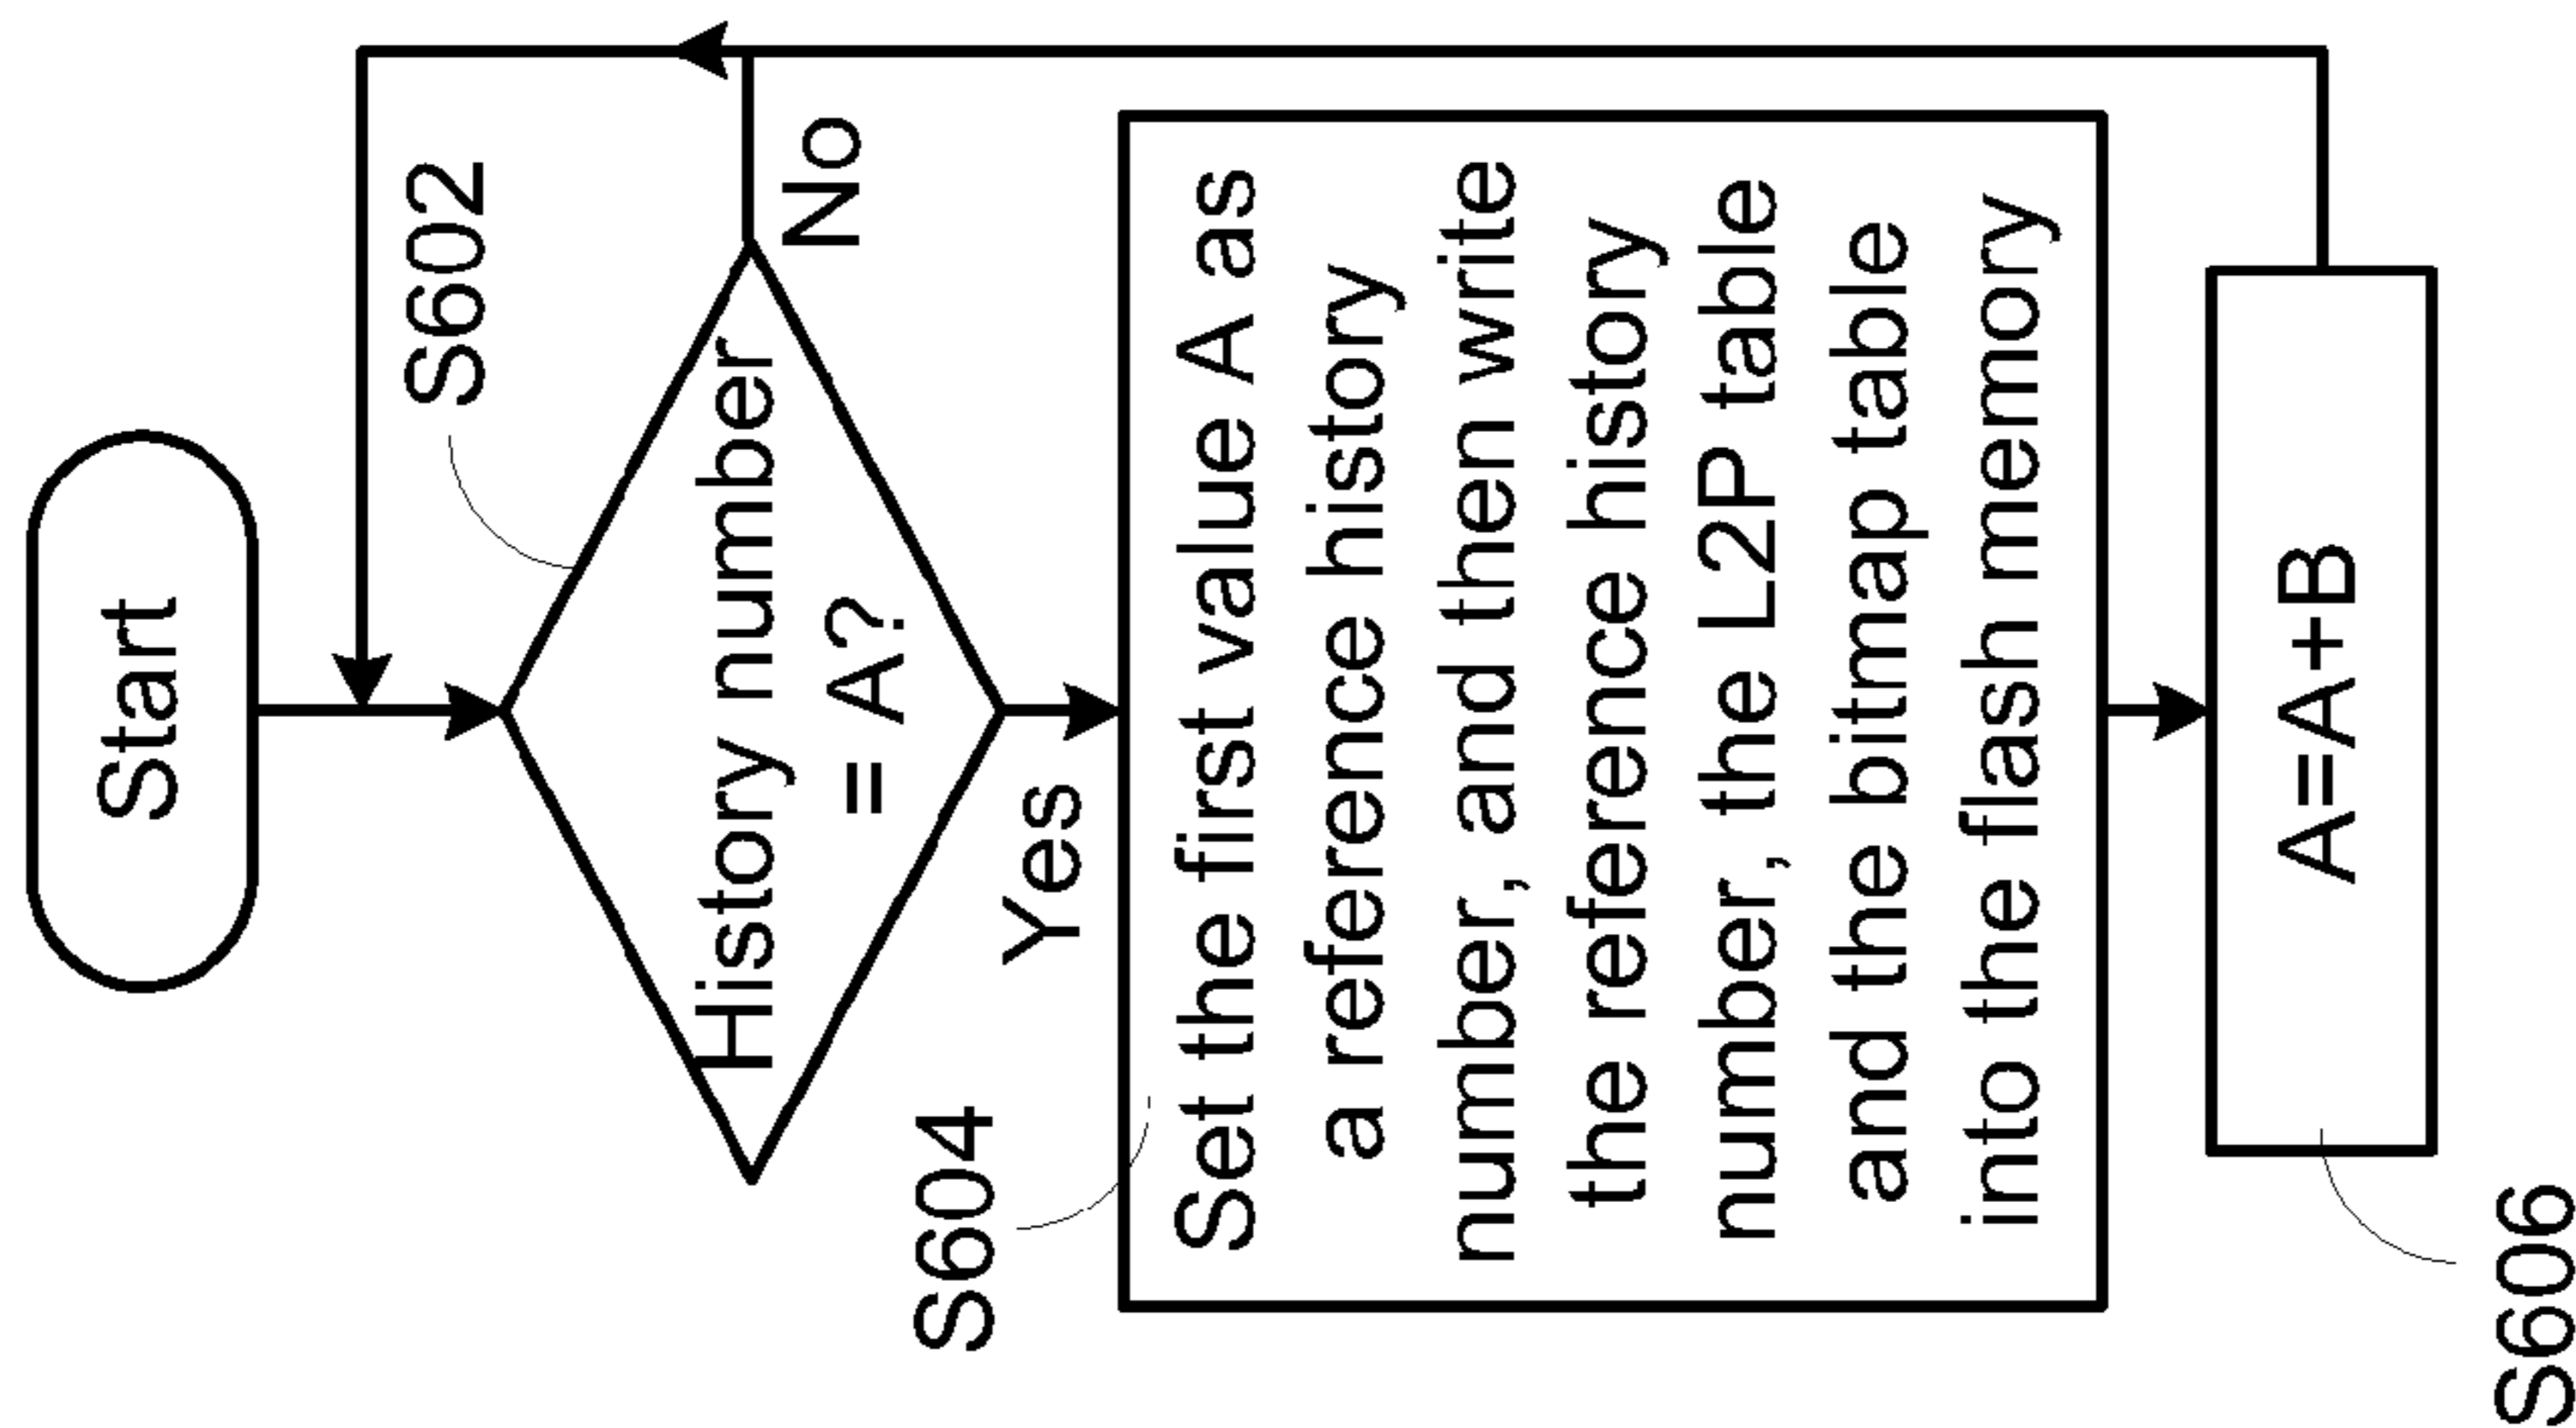 Start
S602
History number
= A?
No
Yes
S604
Set the first value A as
a reference history
number, and then write
the reference history
number, the L2P table
and the bitmap table
into the flash memory
A=A+B
S606